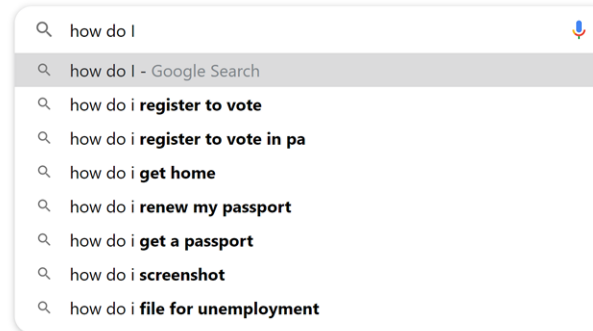 how do I
how do I - Google Search
how do i register to vote
how do i register to vote in pa
how do i get home
how do i renew my passport
how do i get a passport
how do i screenshot
how do i file for unemployment